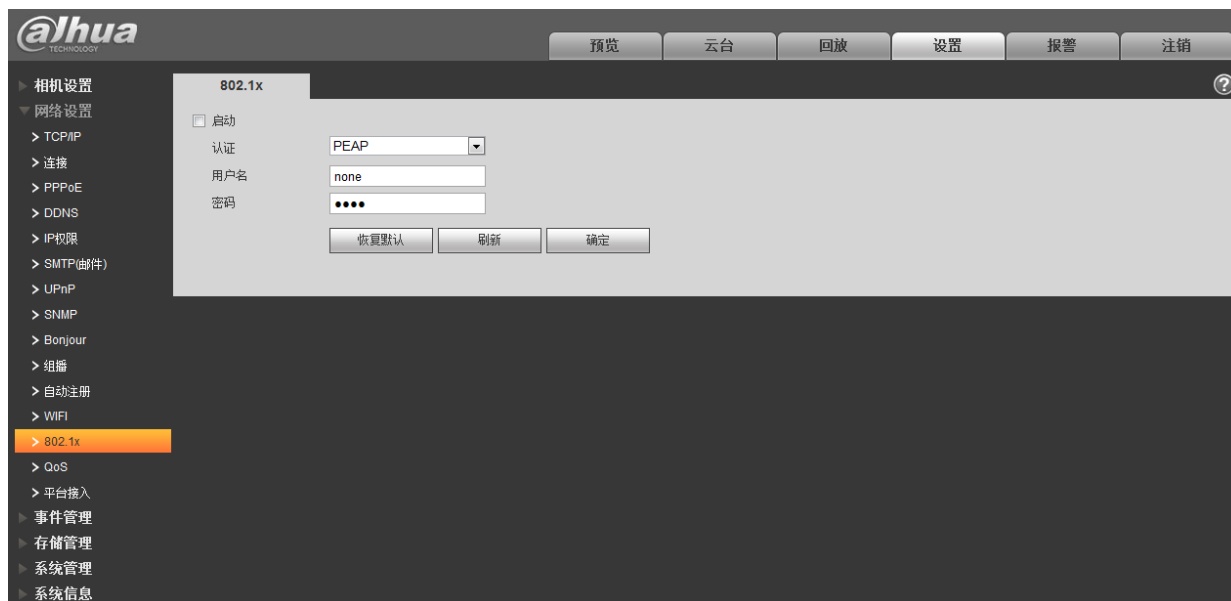 alhua
TECHNOLOGY
预览 云台 回放 设置 报警 注销
相机设置
网络设置
> TCP/IP
> 连接
> PPPoE
> DDNS
> IP权限
> SMTP(邮件)
> UPnP
> SNMP
> Bonjour
> 组播
> 自动注册
> WIFI
> 802.1x
> QoS
> 平台接入
事件管理
存储管理
系统管理
系统信息
802.1x
?
启动
认证 PEAP
用户名 none
密码 ●●●●
恢复默认 刷新 确定